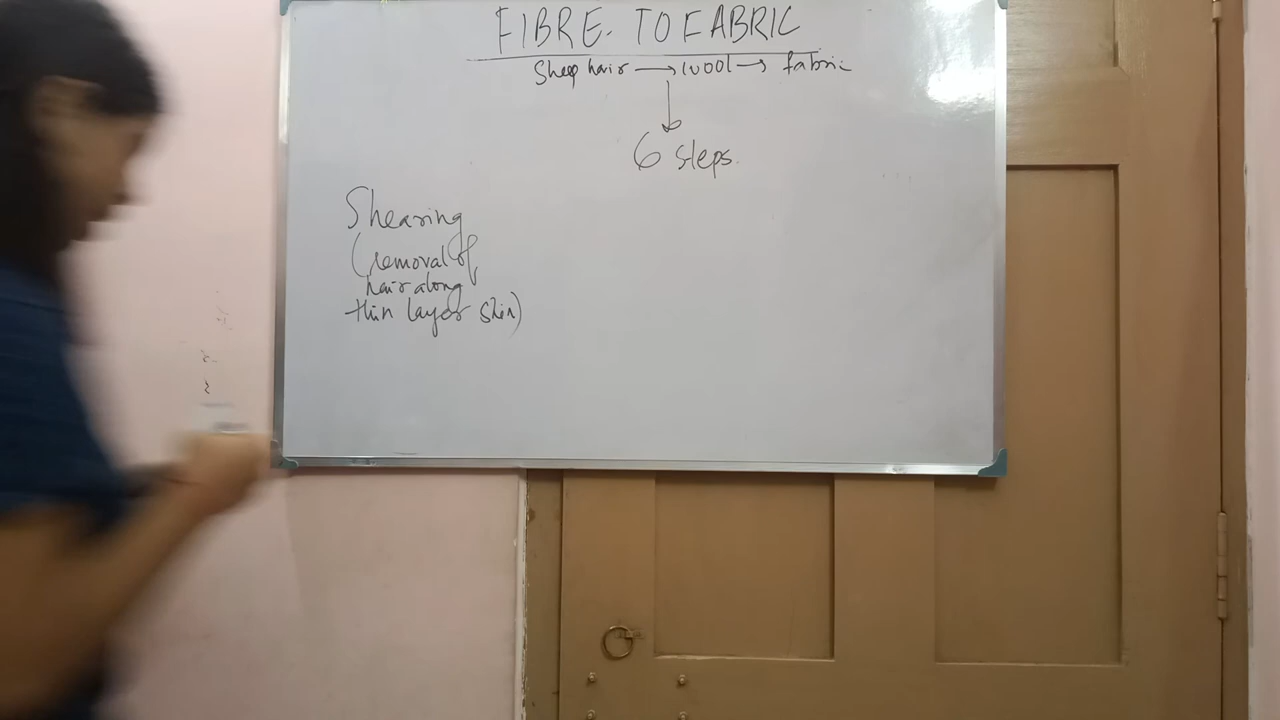 FIBRE. TO FABRIC
Sheep hair → wool → fabric
↓
6 steps.
Shearing
(removal of
hair along
thin layer skin)